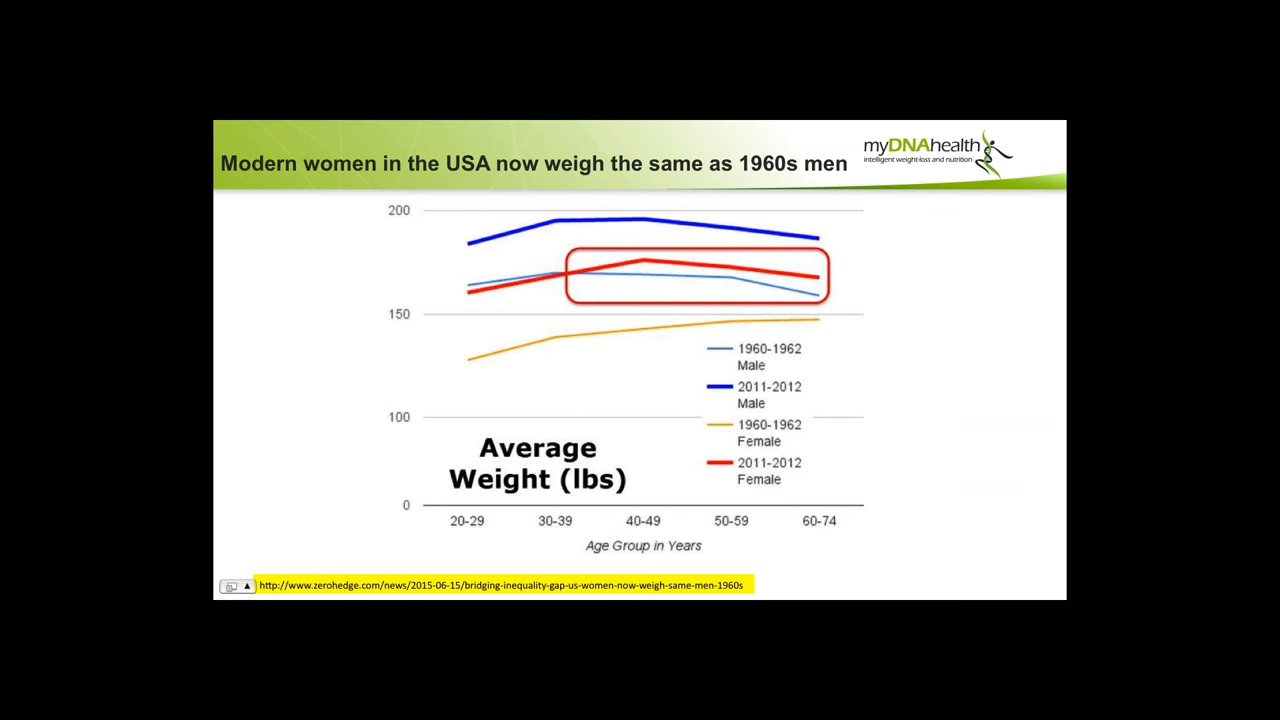 Modern women in the USA now weigh the same as 1960s men
myDNAhealth
intelligent weight-loss and nutrition
200
150
100
0
1960-1962
Male
2011-2012
Male
1960-1962
Female
2011-2012
Female
Average
Weight (lbs)
20-29 30-39 40-49 50-59 60-74
Age Group in Years
http://www.zerohedge.com/news/2015-06-15/bridging-inequality-gap-us-women-now-weigh-same-men-1960s